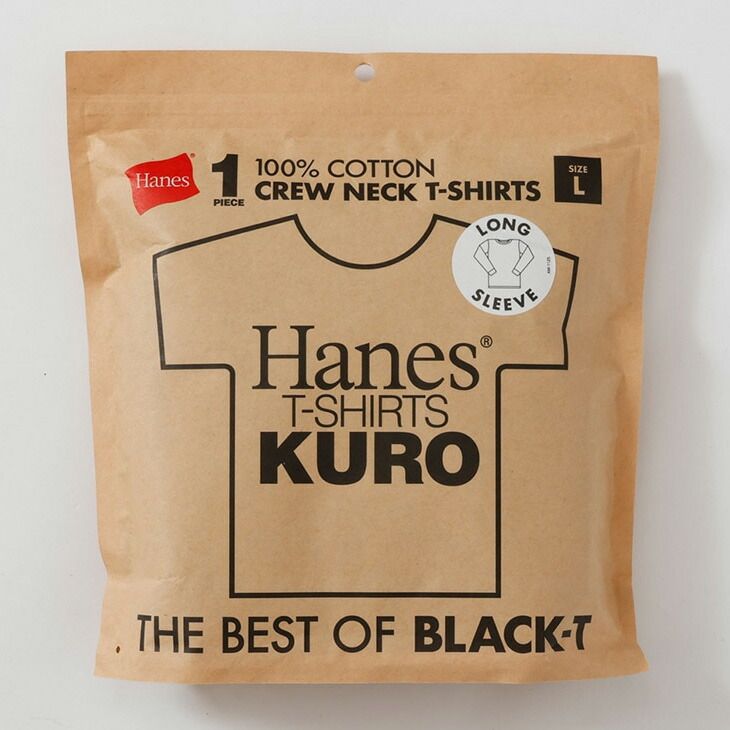 Hanes®
1
PIECE
100% COTTON
CREW NECK T-SHIRTS
SIZE
L
LONG
SLEEVE
Hanes®
T-SHIRTS
KURO
THE BEST OF BLACK-T